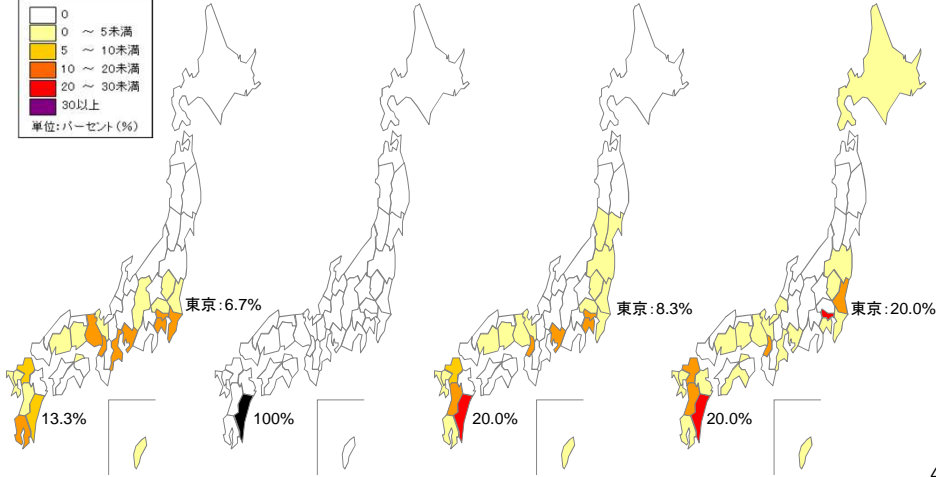 0
0 ～ 5未満
5 ～ 10未満
10 ～ 20未満
20 ～ 30未満
30以上
単位:パーセント(%)
東京:6.7%
東京:8.3%
東京:20.0%
13.3%
100%
20.0%
20.0%